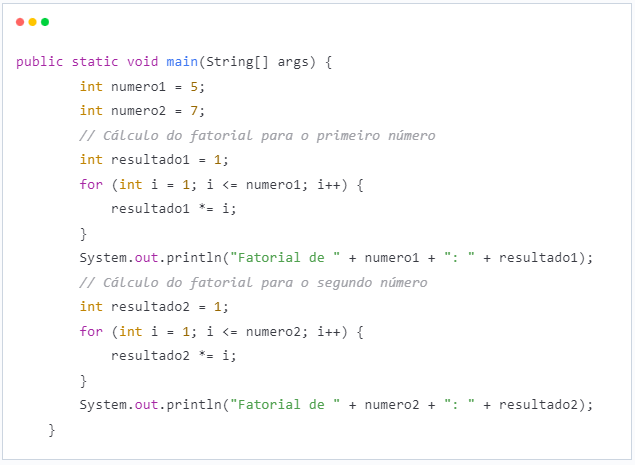 public static void main(String[] args) {
        int numero1 = 5;
        int numero2 = 7;
        // Cálculo do fatorial para o primeiro número
        int resultado1 = 1;
        for (int i = 1; i <= numero1; i++) {
            resultado1 *= i;
        }
        System.out.println("Fatorial de " + numero1 + ": " + resultado1);
        // Cálculo do fatorial para o segundo número
        int resultado2 = 1;
        for (int i = 1; i <= numero2; i++) {
            resultado2 *= i;
        }
        System.out.println("Fatorial de " + numero2 + ": " + resultado2);
    }